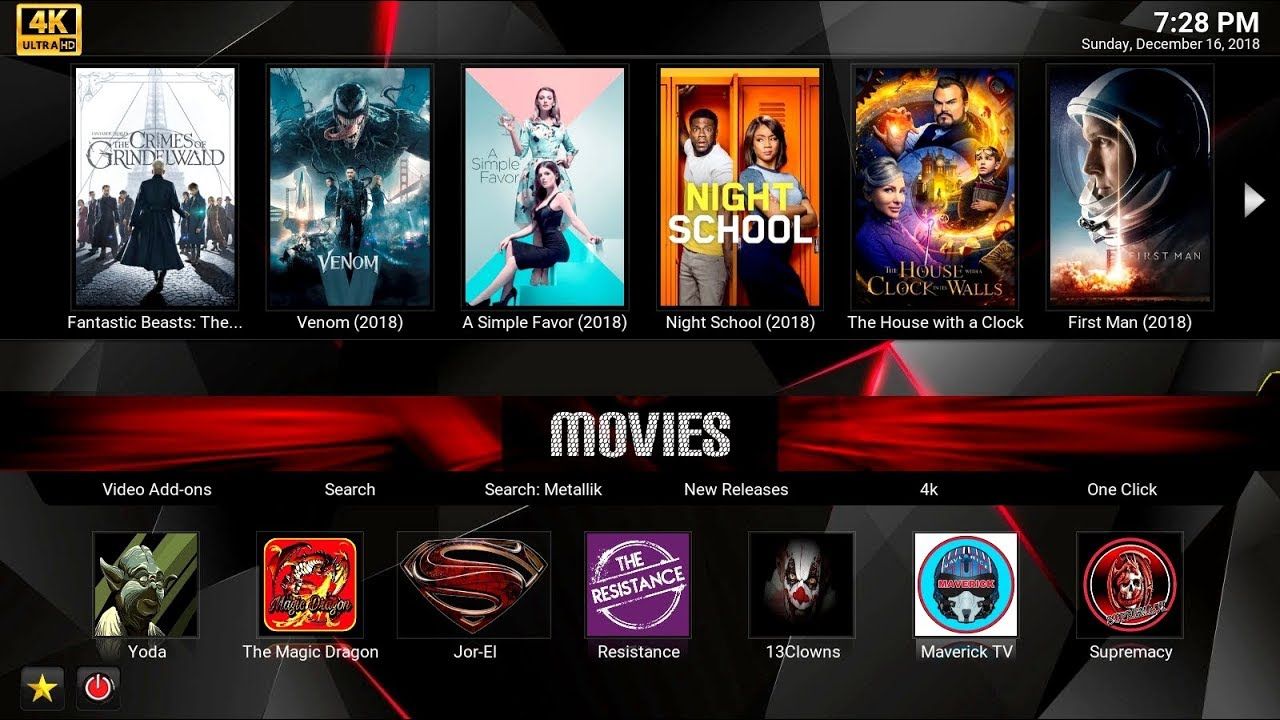 4K
ULTRA HD
7:28 PM
Sunday, December 16, 2018
THE CRIMES OF
GRINDELWALD
VENOM
A
Simple
Favor
NIGHT
SCHOOL
THE HOUSE WITH A
CLOCK IN ITS WALLS
FIRST MAN
Fantastic Beasts: The...
Venom (2018)
A Simple Favor (2018)
Night School (2018)
The House with a Clock
First Man (2018)
MOVIES
Video Add-ons
Search
Search: Metallik
New Releases
4k
One Click
Magic Dragon
THE
RESISTANCE
MAVERICK
Yoda
The Magic Dragon
Jor-El
Resistance
13Clowns
Maverick TV
Supremacy